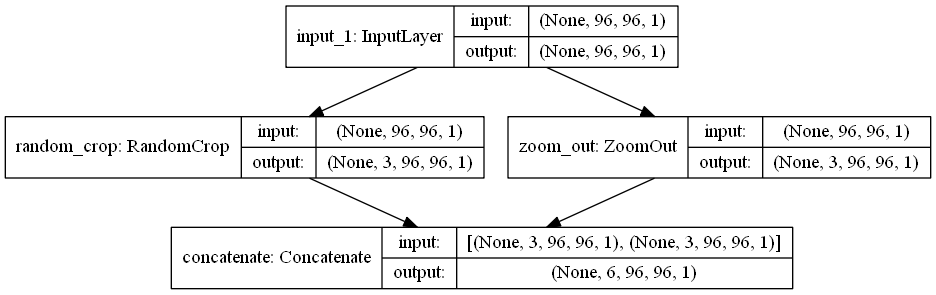 input_1: InputLayer
input: (None, 96, 96, 1)
output: (None, 96, 96, 1)
random_crop: RandomCrop
input: (None, 96, 96, 1)
output: (None, 3, 96, 96, 1)
zoom_out: ZoomOut
input: (None, 96, 96, 1)
output: (None, 3, 96, 96, 1)
concatenate: Concatenate
input: [(None, 3, 96, 96, 1), (None, 3, 96, 96, 1)]
output: (None, 6, 96, 96, 1)